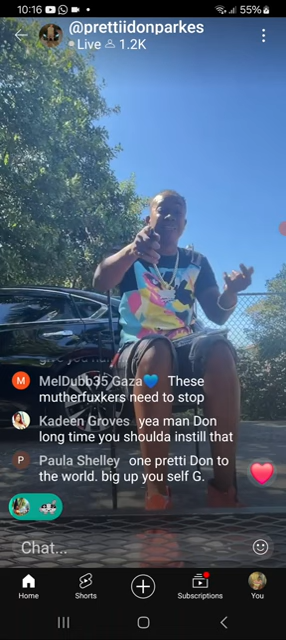 10:16
55%
@prettiidonparkes
Live 1.2K
MelDubb35 Gaza💙 These
mutherfuxkers need to stop
Kadeen Groves yea man Don
long time you shoulda instill that
P Paula Shelley one pretti Don to
the world. big up you self G.
Chat...
Home
Shorts
Subscriptions
You